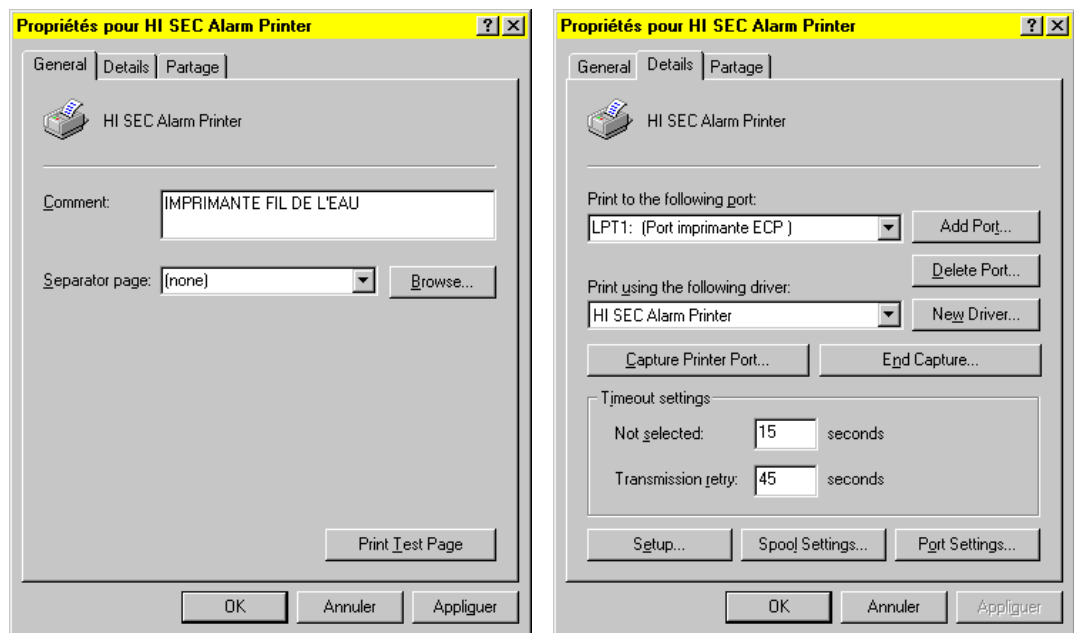 Propriétés pour HI SEC Alarm Printer
General Details Partage
HI SEC Alarm Printer
Comment:
IMPRIMANTE FIL DE L'EAU
Separator page: (none) Browse...
Print Test Page
OK Annuler Appliguer
Propriétés pour HI SEC Alarm Printer
General Details Partage
HI SEC Alarm Printer
Print to the following port:
LPT1: (Port imprimante ECP ) Add Port...
Delete Port...
Print using the following driver:
HI SEC Alarm Printer New Driver...
Capture Printer Port... End Capture...
Timeout settings
Not selected: 15 seconds
Transmission retry: 45 seconds
Setup... Spool Settings... Port Settings...
OK Annuler Appliguer